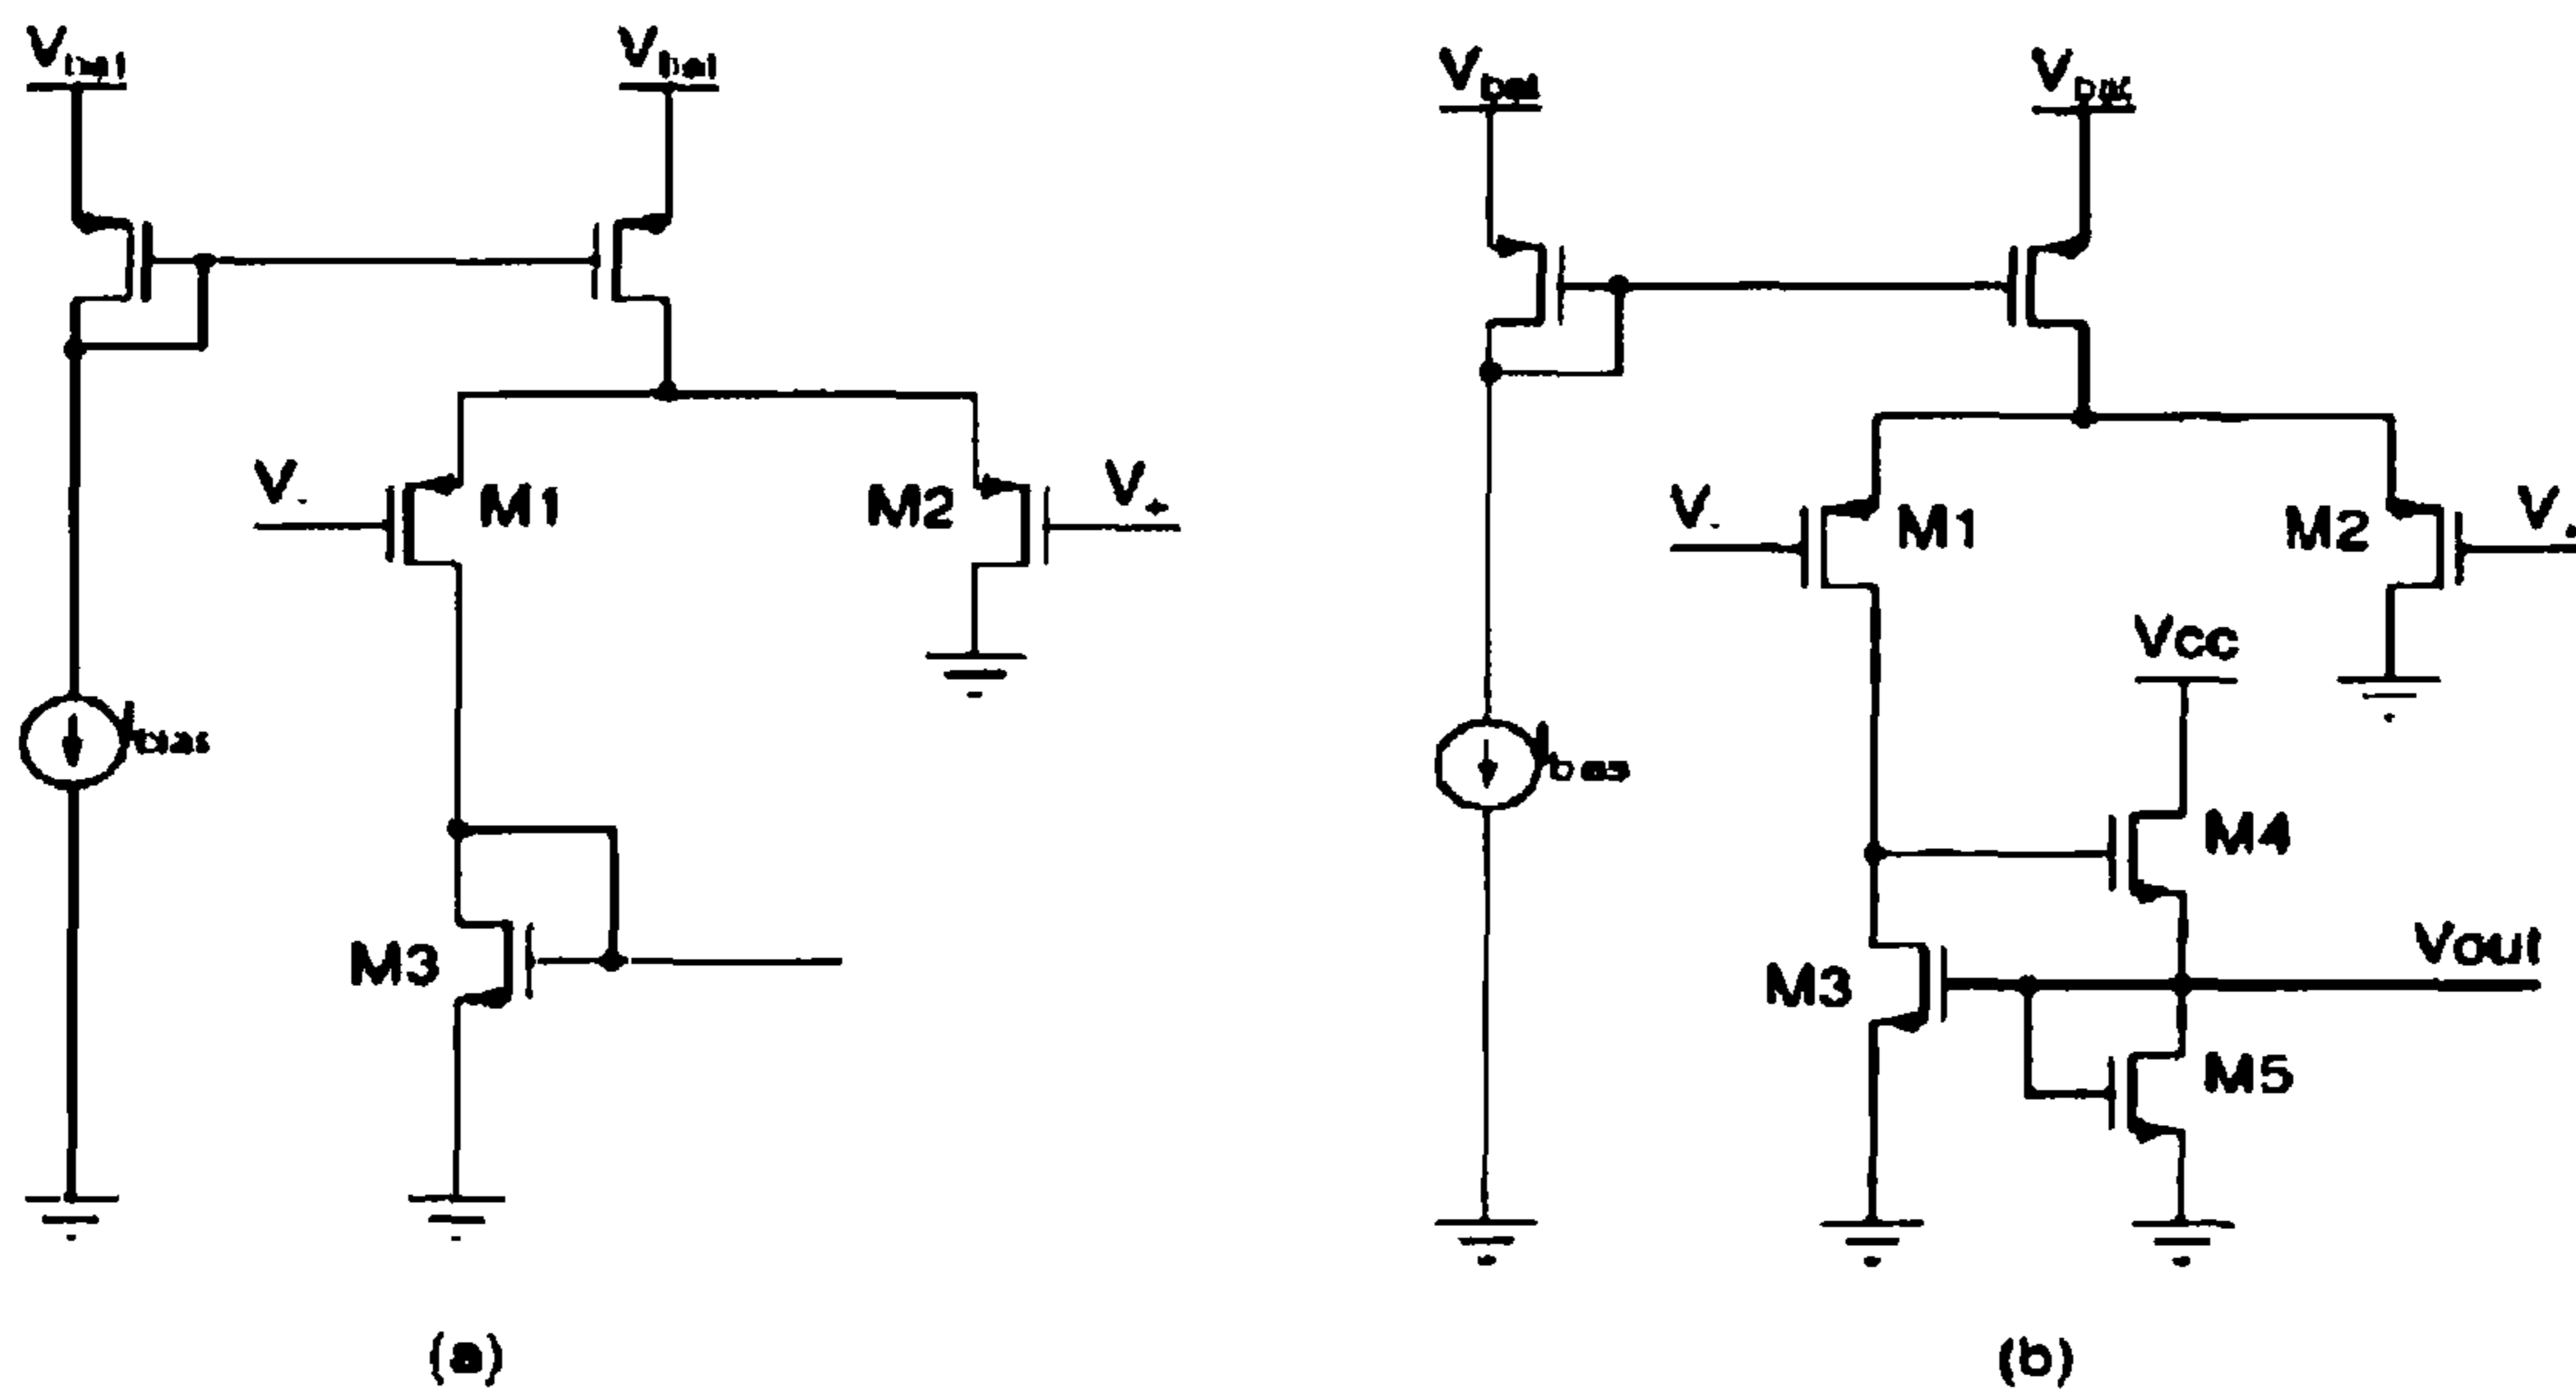 Vbat
Vbat
Vbat
Vbat
V-
M1
M2
V+
V-
M1
M2
V+
Vcc
Ibias
Ibias
M4
M3
Vout
M3
M5
(a)
(b)